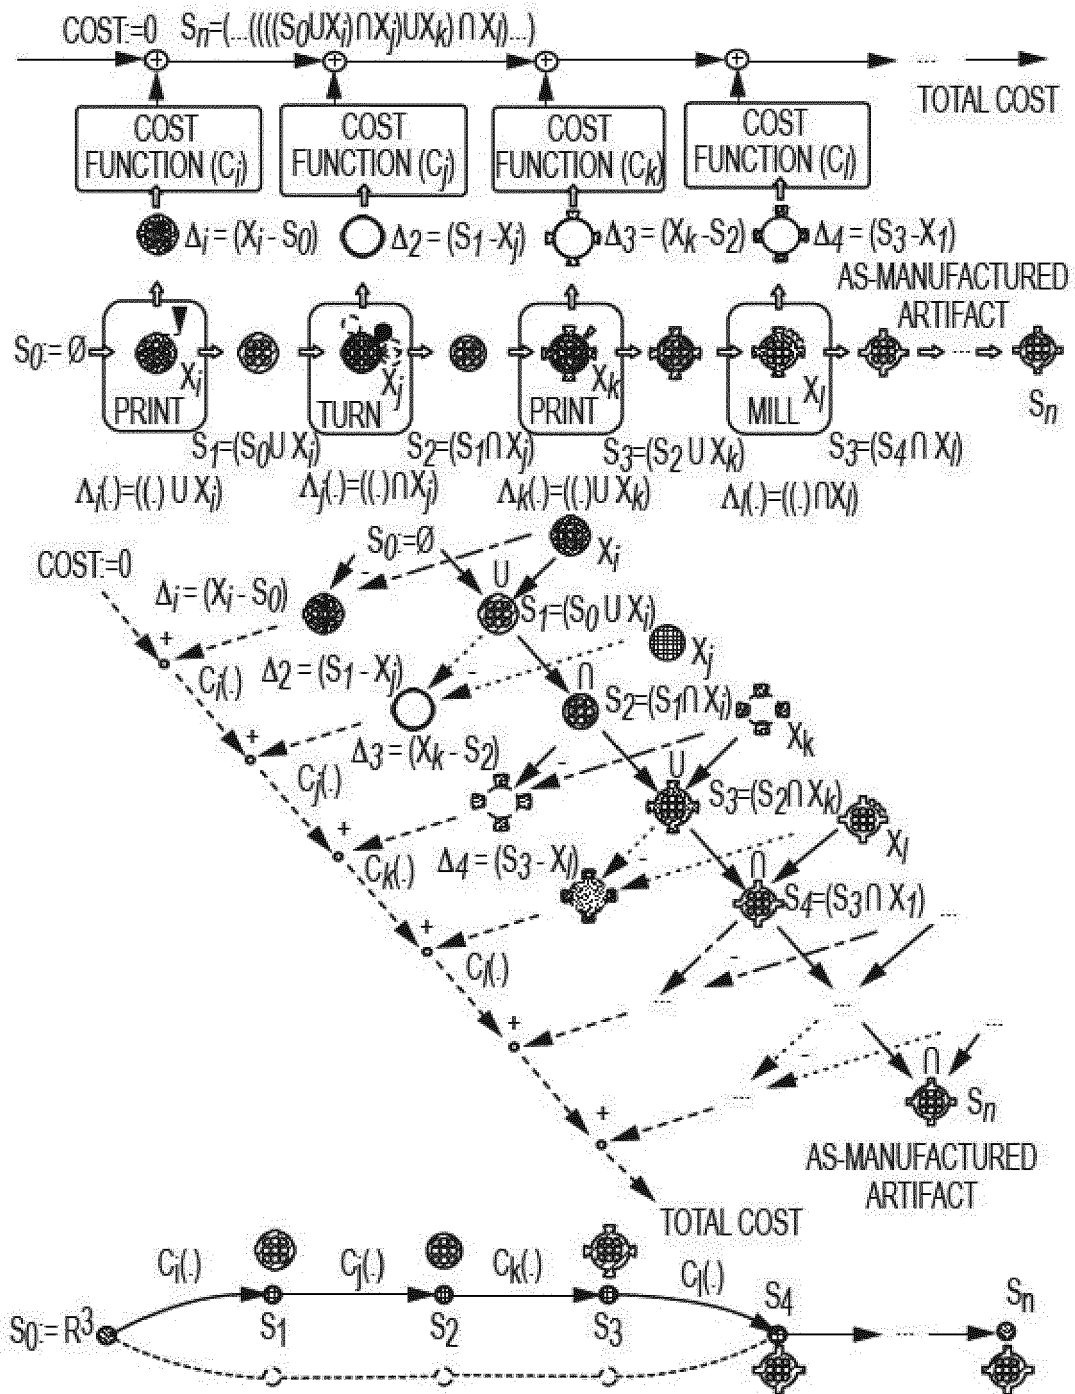 COST:=0 Sn=(...((((S0UXi)∩Xj)UXk)∩Xl)...)
+ + + + ... TOTAL COST
COST FUNCTION (Ci)
COST FUNCTION (Cj)
COST FUNCTION (Ck)
COST FUNCTION (Cl)
Δi = (Xi - S0)
Δ2 = (S1 - Xj)
Δ3 = (Xk - S2)
Δ4 = (S3 - X1)
AS-MANUFACTURED
ARTIFACT
S0:= Ø
Xi
PRINT
Xj
TURN
Xk
PRINT
Xl
MILL
...
Sn
S1=(S0U Xi)
S2=(S1∩ Xj)
S3=(S2 U Xk)
S3=(S4 ∩ Xl)
Δi(.)=((.) U Xi)
Δj(.)=((.)∩Xj)
Δk(.)=((.)U Xk)
Δl(.)=((.)∩Xl)
COST:=0
S0:=Ø
Xi
-
U
Δi = (Xi - S0)
S1=(S0 U Xi)
+
Ci(.)
Δ2 = (S1 - Xj)
-
Xj
∩
S2=(S1∩ Xi)
+
Cj(.)
Δ3 = (Xk - S2)
-
Xk
U
S3=(S2∩ Xk)
+
Ck(.)
Δ4 = (S3 - Xl)
-
Xl
∩
S4=(S3∩ X1)
+
Cl(.)
-
...
...
...
+
-
...
...
∩
Sn
+
AS-MANUFACTURED
ARTIFACT
TOTAL COST
Ci(.)
Cj(.)
Ck(.)
Cl(.)
S0:= R3
S1
S2
S3
S4
...
Sn